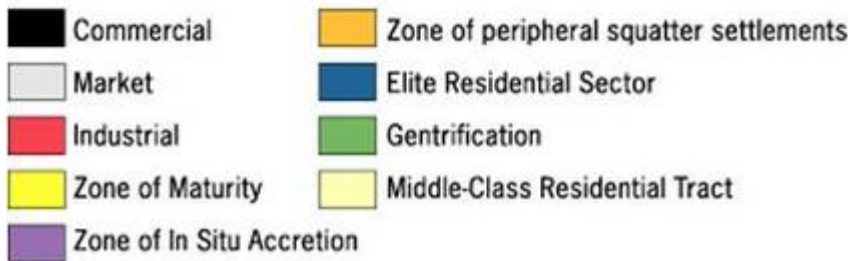 Commercial
Market
Industrial
Zone of Maturity
Zone of In Situ Accretion
Zone of peripheral squatter settlements
Elite Residential Sector
Gentrification
Middle-Class Residential Tract